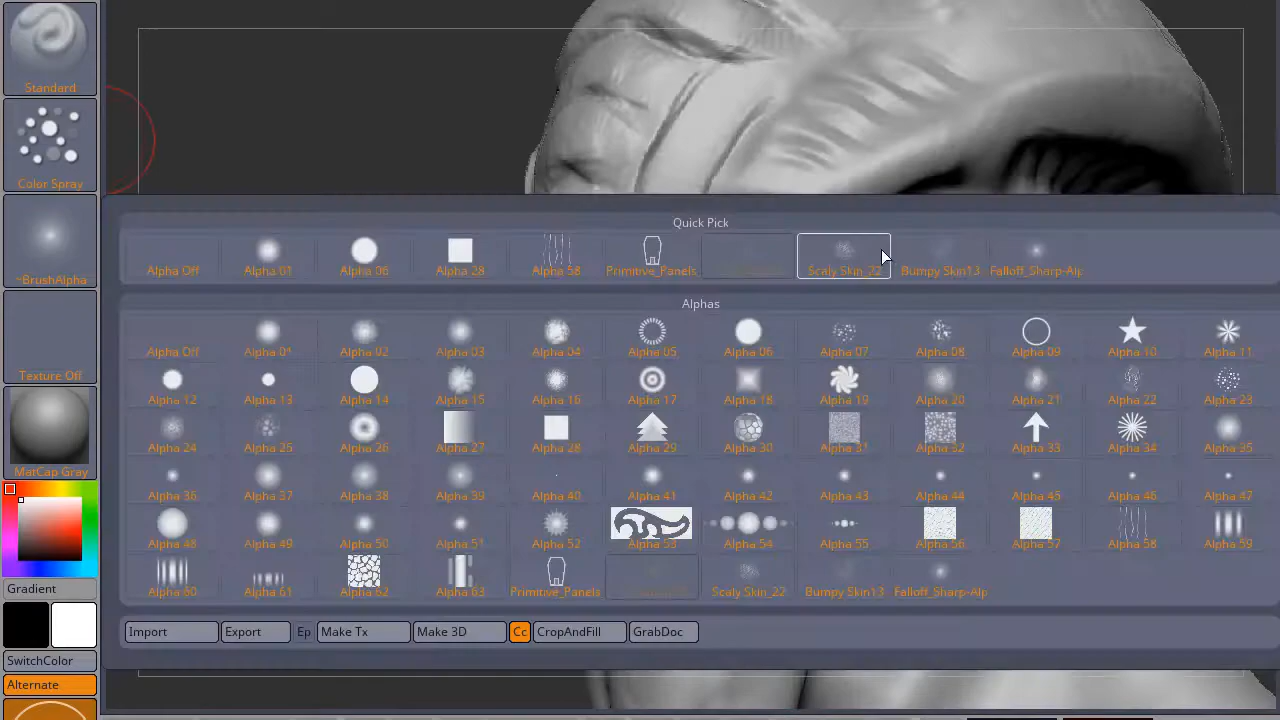 Standard
Color Spray
~BrushAlpha
Texture Off
MatCap Gray
Gradient
SwitchColor
Alternate
Quick Pick
Alpha Off Alpha 01 Alpha 06 Alpha 28 Alpha 58 Primitive_Panels Scaly Skin_22 Bumpy Skin13 Falloff_Sharp-Alp
Alphas
Alpha Off Alpha 01 Alpha 02 Alpha 03 Alpha 04 Alpha 05 Alpha 06 Alpha 07 Alpha 08 Alpha 09 Alpha 10 Alpha 11
Alpha 12 Alpha 13 Alpha 14 Alpha 15 Alpha 16 Alpha 17 Alpha 18 Alpha 19 Alpha 20 Alpha 21 Alpha 22 Alpha 23
Alpha 24 Alpha 25 Alpha 26 Alpha 27 Alpha 28 Alpha 29 Alpha 30 Alpha 31 Alpha 32 Alpha 33 Alpha 34 Alpha 35
Alpha 36 Alpha 37 Alpha 38 Alpha 39 Alpha 40 Alpha 41 Alpha 42 Alpha 43 Alpha 44 Alpha 45 Alpha 46 Alpha 47
Alpha 48 Alpha 49 Alpha 50 Alpha 51 Alpha 52 Alpha 53 Alpha 54 Alpha 55 Alpha 56 Alpha 57 Alpha 58 Alpha 59
Alpha 60 Alpha 61 Alpha 62 Alpha 63 Primitive_Panels Scaly Skin_22 Bumpy Skin13 Falloff_Sharp-Alp
Import Export Ep Make Tx Make 3D Cc CropAndFill GrabDoc